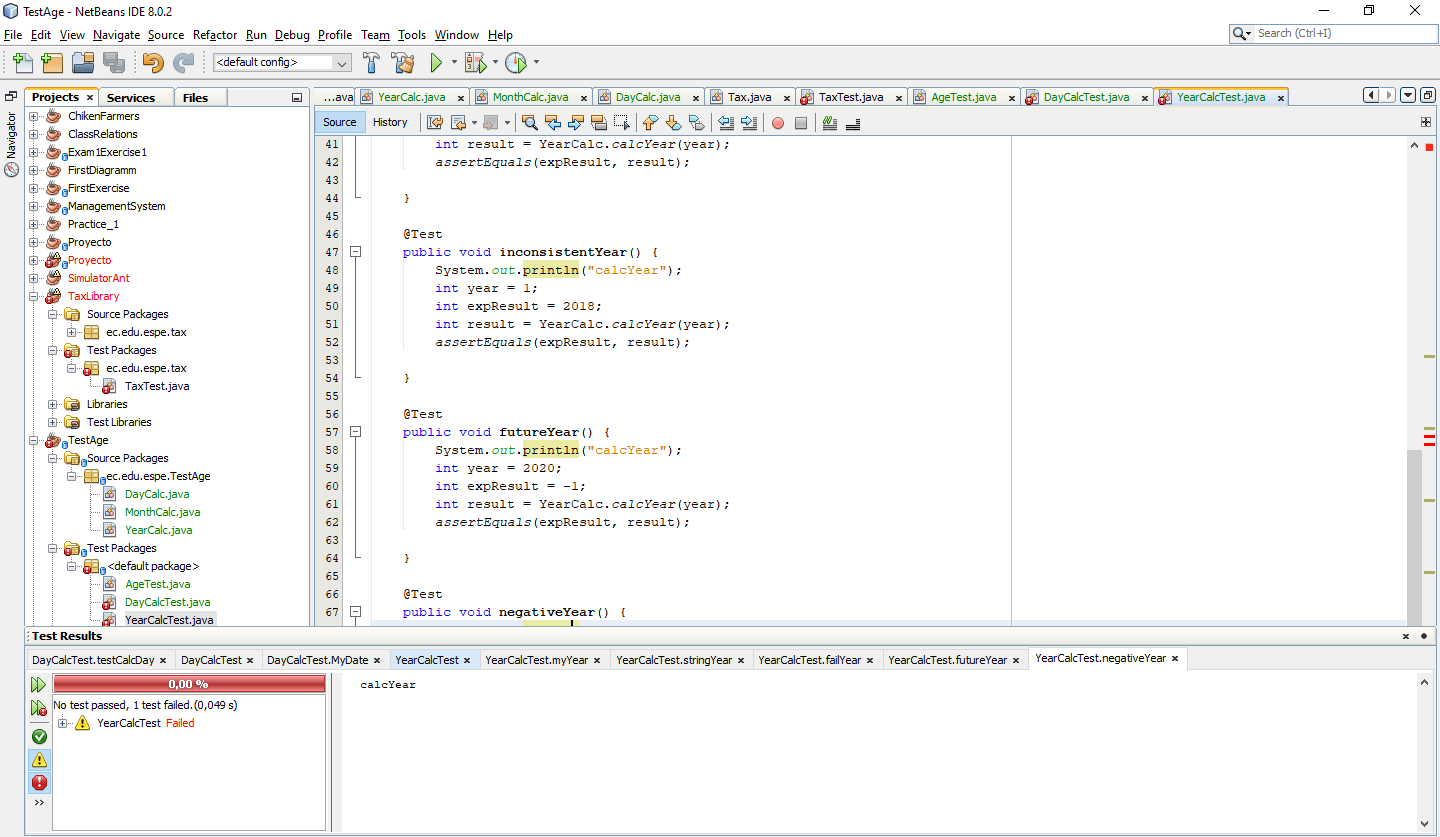 TestAge - NetBeans IDE 8.0.2
File Edit View Navigate Source Refactor Run Debug Profile Team Tools Window Help
Search (Ctrl+I)
<default config>
Projects
Services
Files
Navigator
ChikenFarmers
ClassRelations
Exam1Exercise1
FirstDiagramm
FirstExercise
ManagementSystem
Practice_1
Proyecto
Proyecto
SimulatorAnt
TaxLibrary
Source Packages
ec.edu.espe.tax
Test Packages
ec.edu.espe.tax
TaxTest.java
Libraries
Test Libraries
TestAge
Source Packages
ec.edu.espe.TestAge
DayCalc.java
MonthCalc.java
YearCalc.java
Test Packages
<default package>
AgeTest.java
DayCalcTest.java
YearCalcTest.java
...ava YearCalc.java MonthCalc.java DayCalc.java Tax.java TaxTest.java AgeTest.java DayCalcTest.java YearCalcTest.java
Source History
41 int result = YearCalc.calcYear(year);
42 assertEquals(expResult, result);
43
44 }
45
46 @Test
47 public void inconsistentYear() {
48 System.out.println("calcYear");
49 int year = 1;
50 int expResult = 2018;
51 int result = YearCalc.calcYear(year);
52 assertEquals(expResult, result);
53
54 }
55
56 @Test
57 public void futureYear() {
58 System.out.println("calcYear");
59 int year = 2020;
60 int expResult = -1;
61 int result = YearCalc.calcYear(year);
62 assertEquals(expResult, result);
63
64 }
65
66 @Test
67 public void negativeYear() {
Test Results
DayCalcTest.testCalcDay DayCalcTest DayCalcTest.MyDate YearCalcTest YearCalcTest.myYear YearCalcTest.stringYear YearCalcTest.failYear YearCalcTest.futureYear YearCalcTest.negativeYear
0,00 %
No test passed, 1 test failed.(0,049 s)
YearCalcTest Failed
calcYear